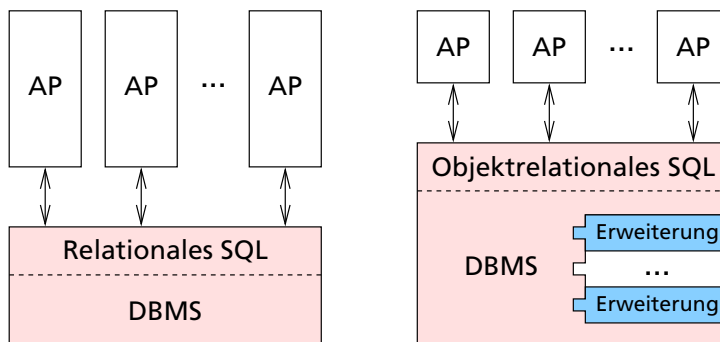 AP AP ... AP
Relationales SQL
DBMS
AP AP ... AP
Objektrelationales SQL
DBMS
Erweiterung
...
Erweiterung